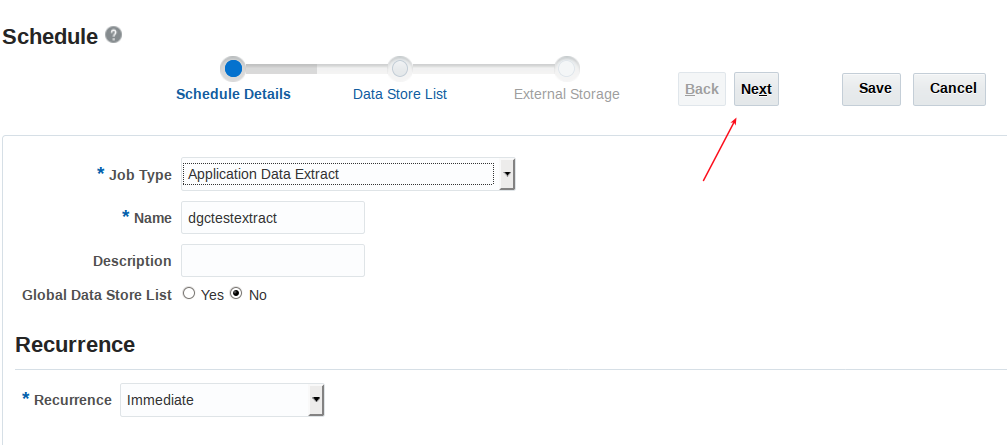 Schedule ?
Schedule Details Data Store List External Storage Back Next Save Cancel
* Job Type Application Data Extract
* Name dgctestextract
Description
Global Data Store List Yes No
Recurrence
* Recurrence Immediate